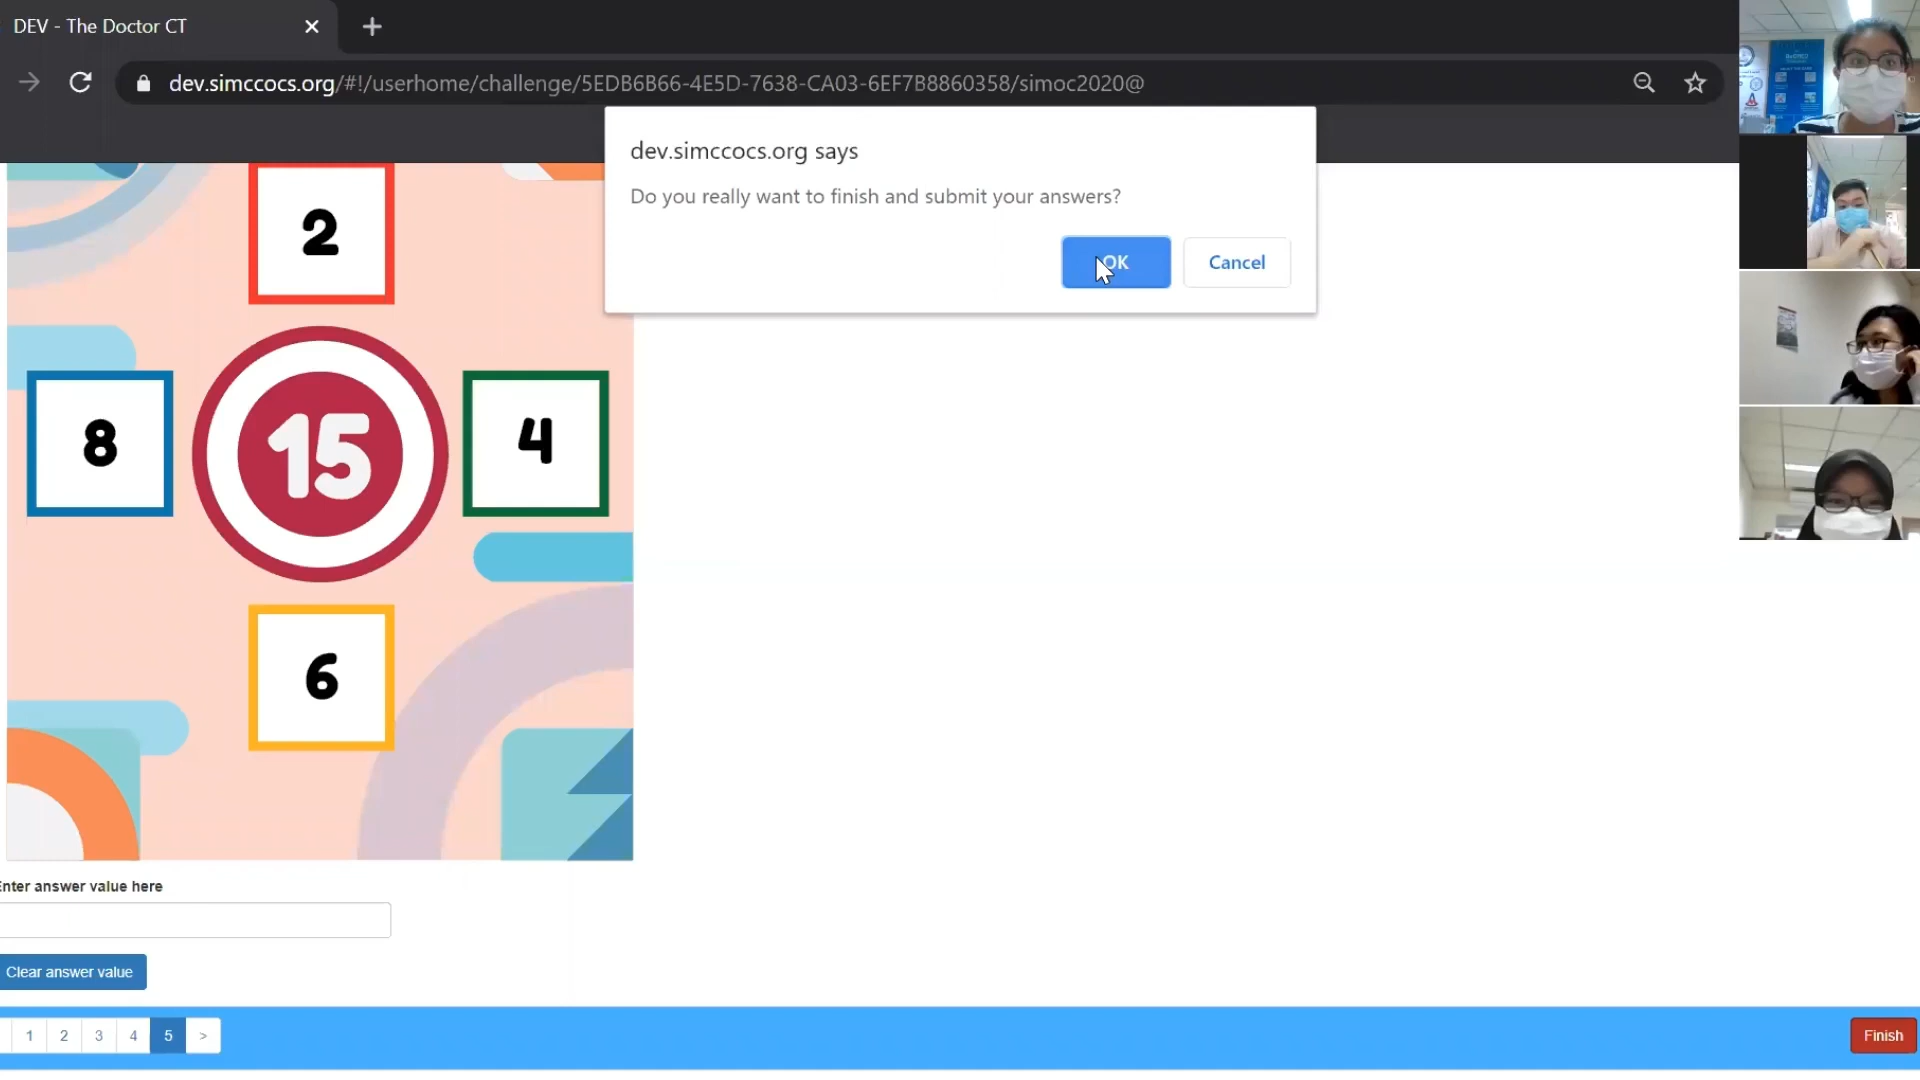 DEV - The Doctor CT
dev.simccocs.org/#!/userhome/challenge/5EDB6B66-4E5D-7638-CA03-6EF7B8860358/simoc2020@
dev.simccocs.org says
Do you really want to finish and submit your answers?
OK Cancel
2
8 15 4
6
Enter answer value here
Clear answer value
1 2 3 4 5 >
Finish